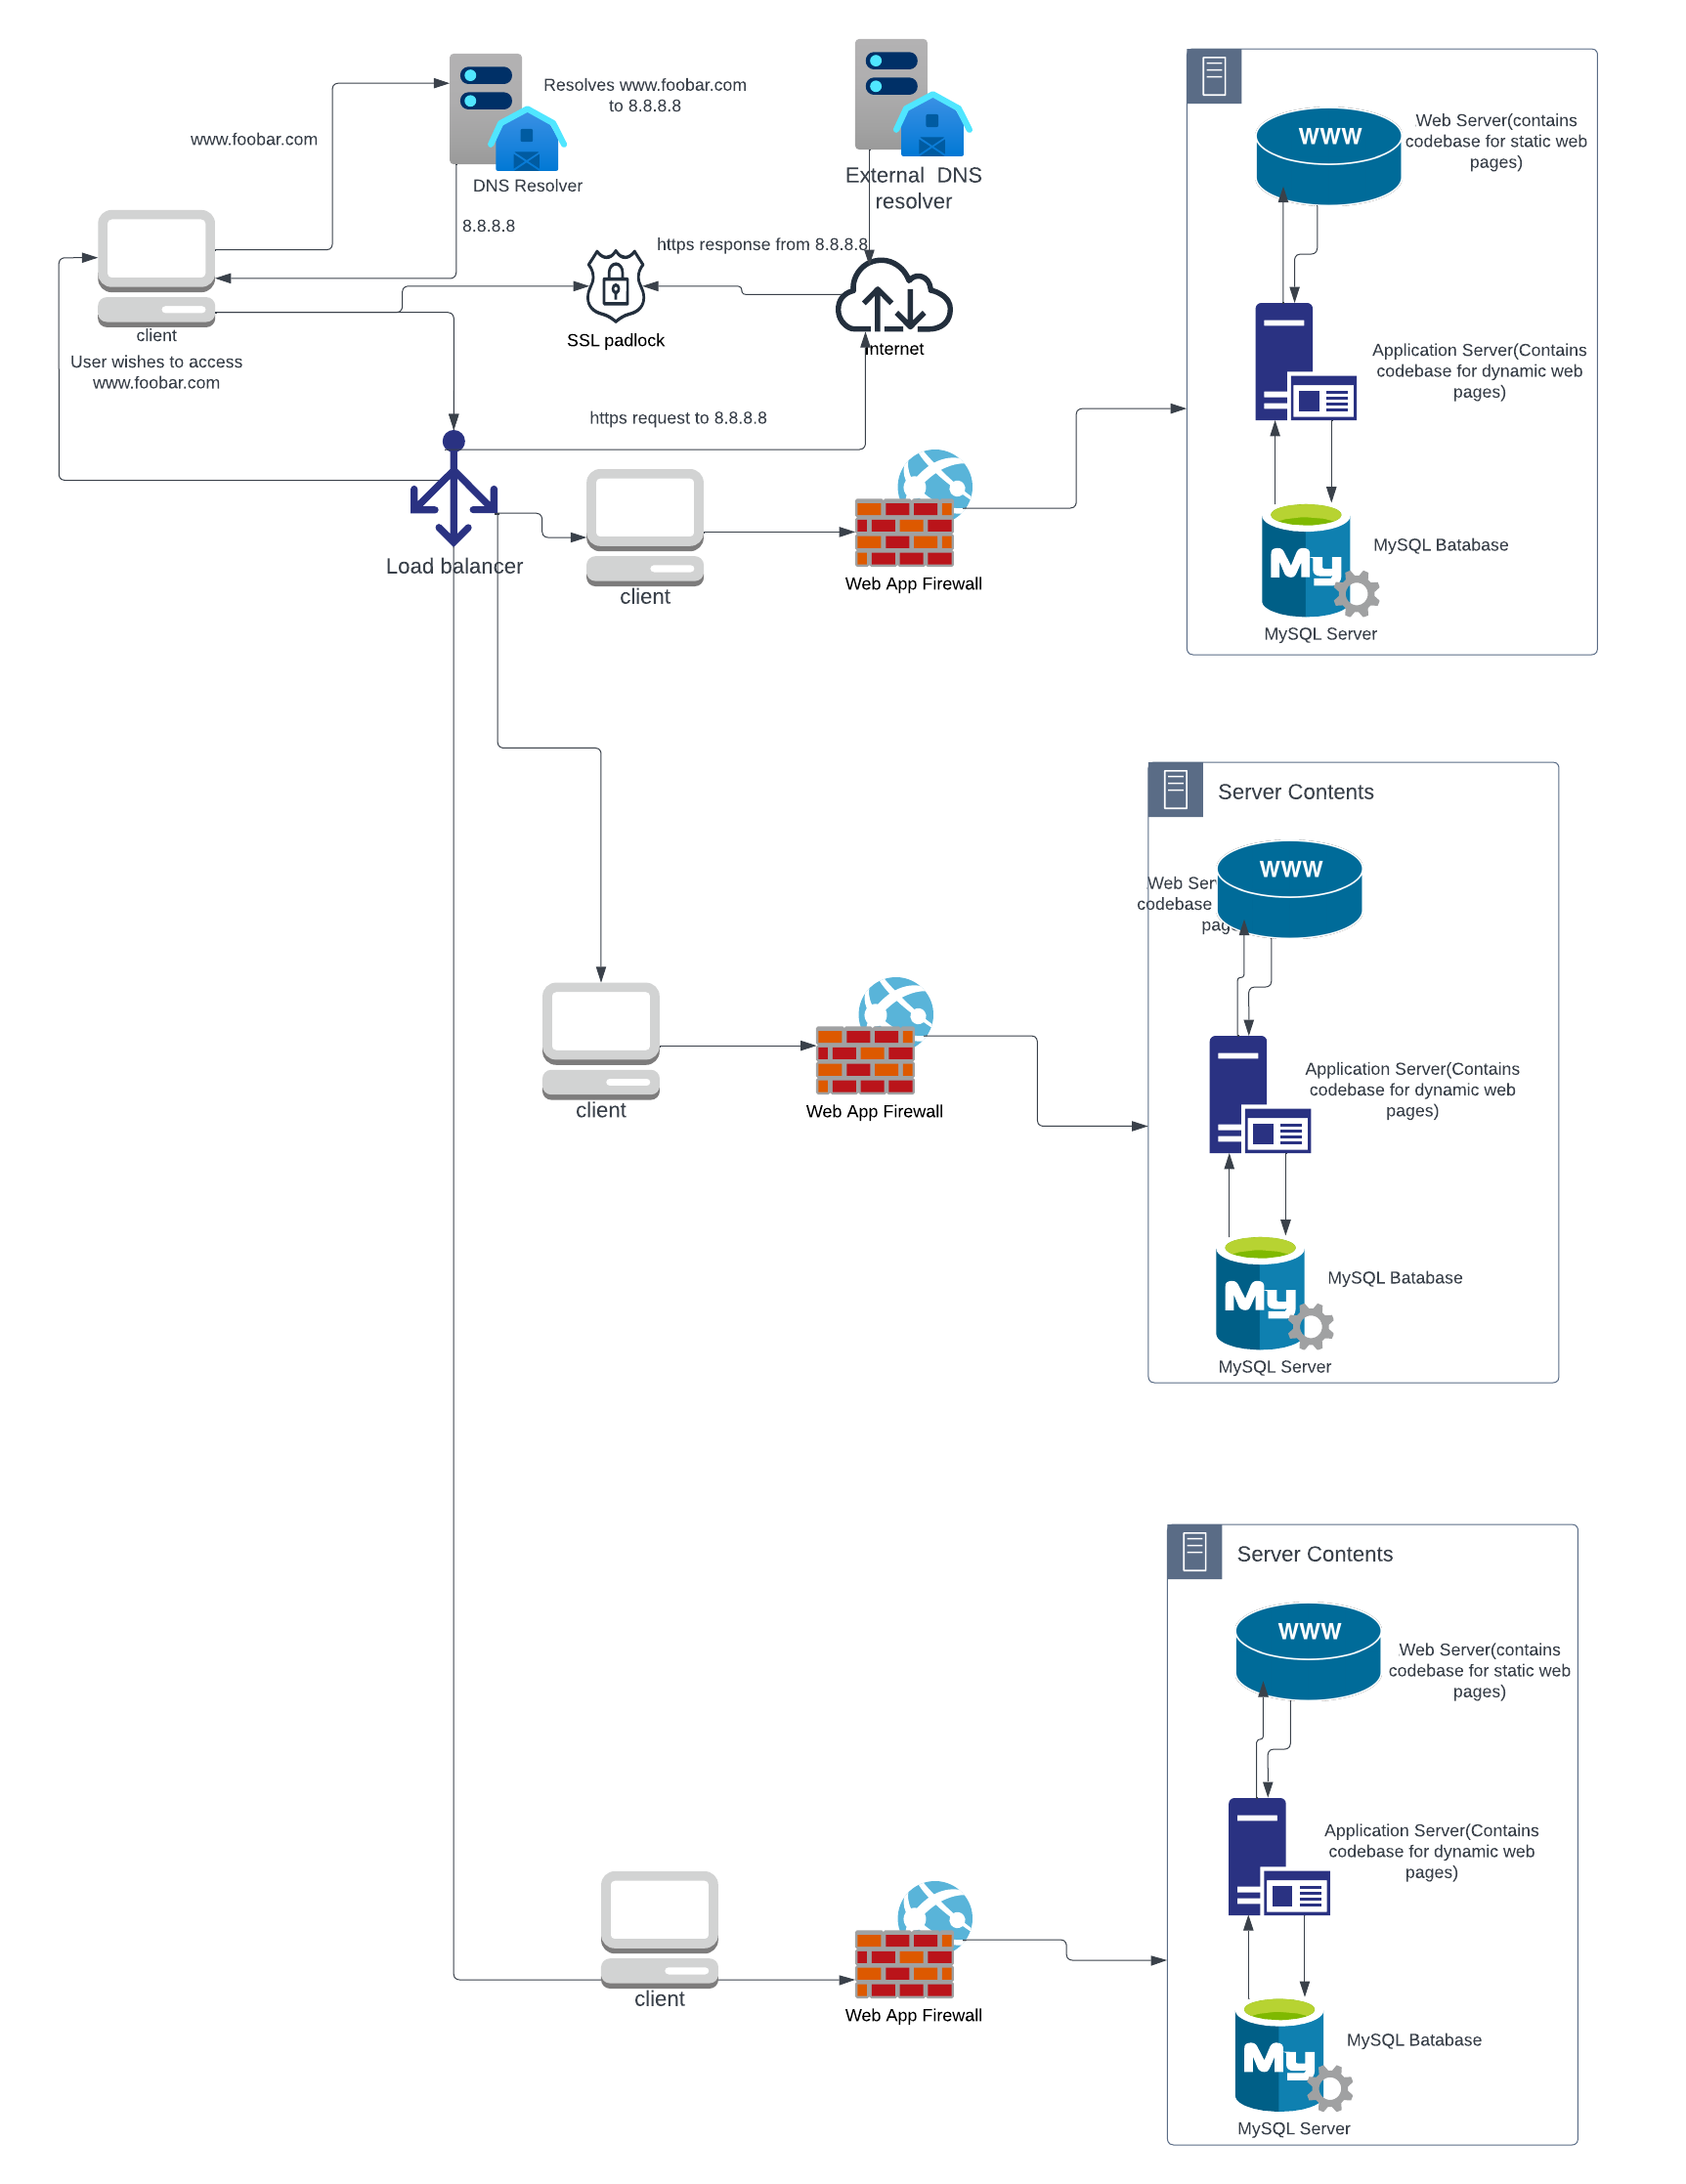 Resolves www.foobar.com
to 8.8.8.8
www.foobar.com
DNS Resolver
8.8.8.8
External DNS
resolver
https response from 8.8.8.8
SSL padlock
Internet
client
User wishes to access
www.foobar.com
https request to 8.8.8.8
Load balancer
client
Web App Firewall
WWW
Web Server(contains
codebase for static web
pages)
Application Server(Contains
codebase for dynamic web
pages)
My
MySQL Batabase
MySQL Server
Server Contents
WWW
Web
codebase
client
Web App Firewall
Application Server(Contains
codebase for dynamic web
pages)
My
MySQL Batabase
MySQL Server
Server Contents
WWW
Web Server(contains
codebase for static web
pages)
Application Server(Contains
codebase for dynamic web
pages)
client
Web App Firewall
My
MySQL Batabase
MySQL Server